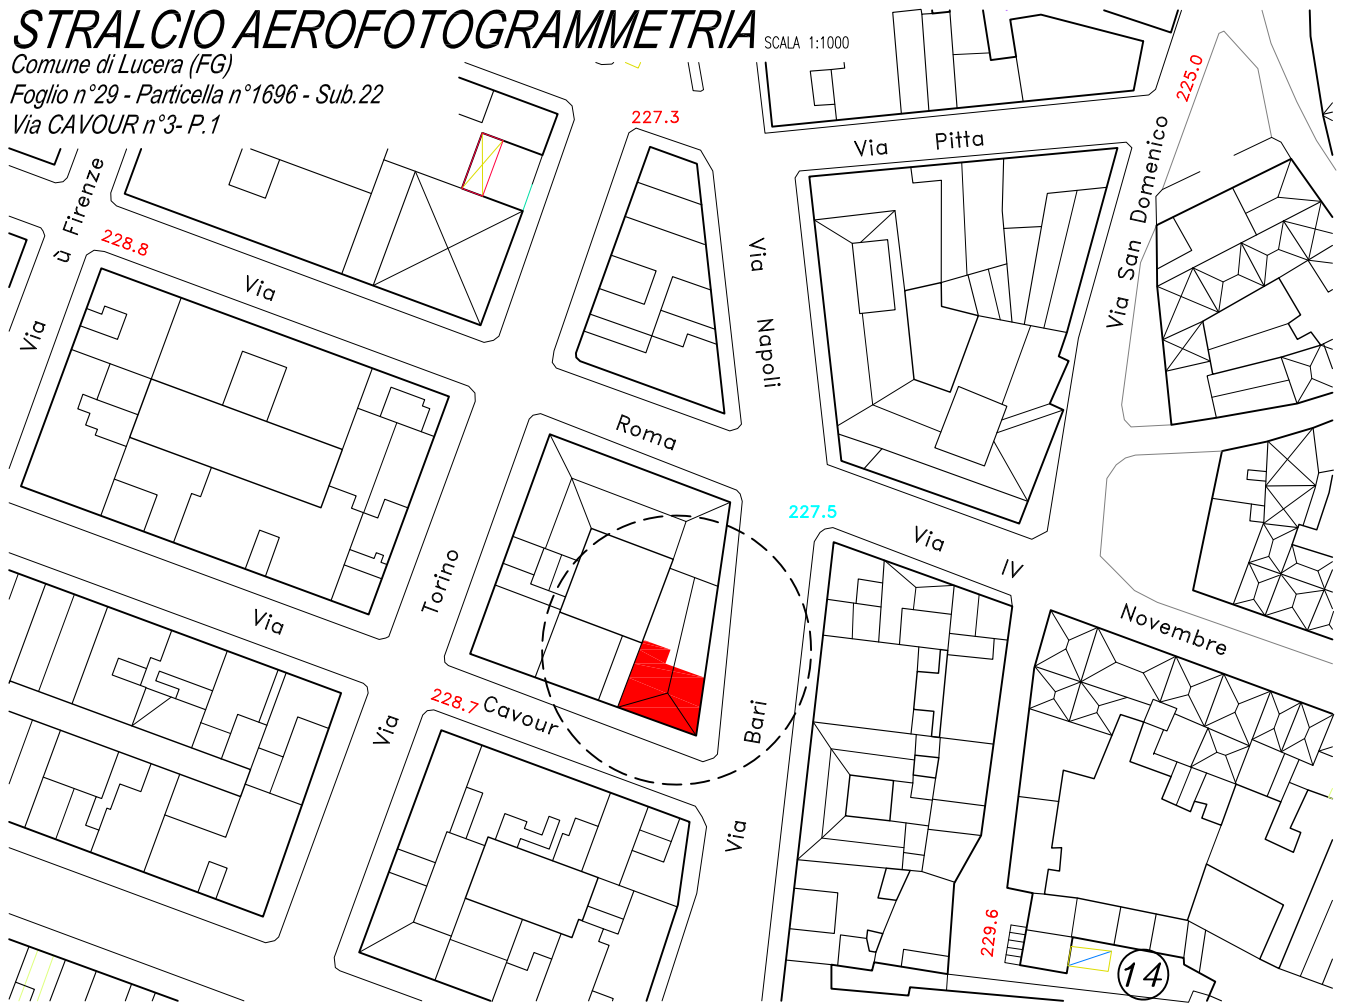 STRALCIO AEROFOTOGRAMMETRIA SCALA 1:1000
Comune di Lucera (FG)
Foglio n°29 - Particella n°1696 - Sub.22
Via CAVOUR n°3- P.1
225.0
227.3
Via Pitta
Via San Domenico
Via ù Firenze
228.8
Via Roma
Via Napoli
227.5
Via IV Novembre
Via Torino
Via Cavour
228.7
Via Bari
229.6
14